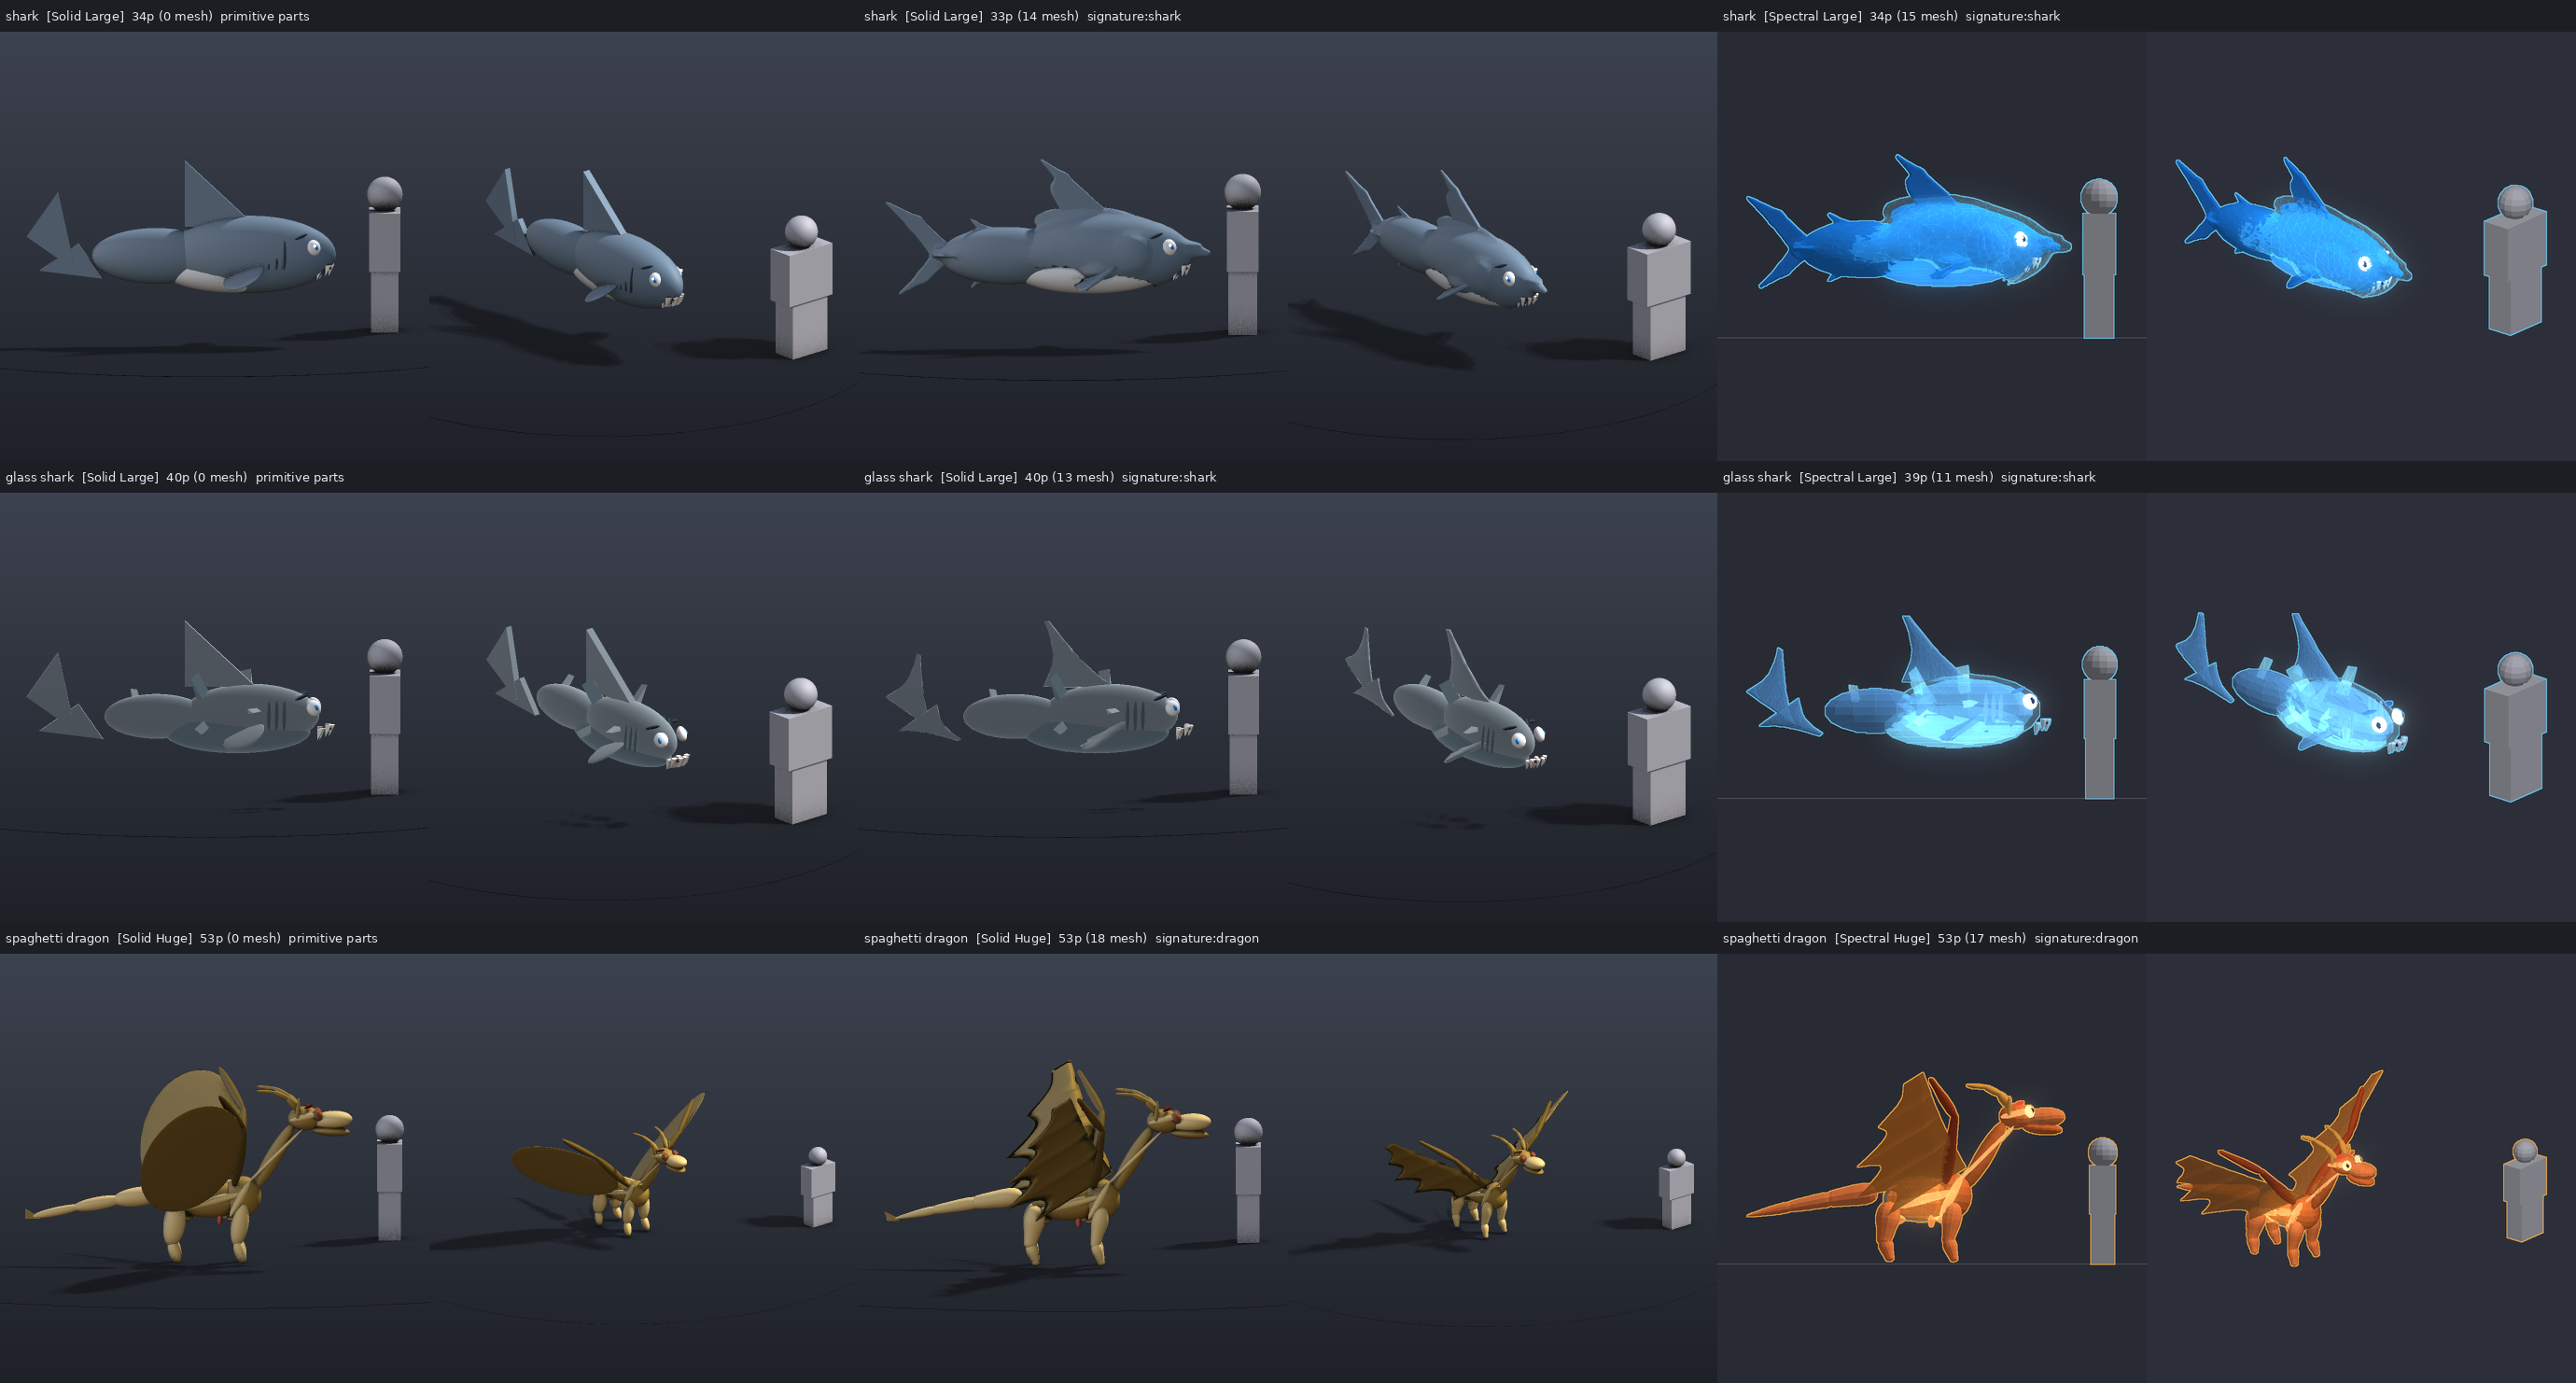 shark  [Solid Large]  34p (0 mesh)  primitive parts
shark  [Solid Large]  33p (14 mesh)  signature:shark
shark  [Spectral Large]  34p (15 mesh)  signature:shark
glass shark  [Solid Large]  40p (0 mesh)  primitive parts
glass shark  [Solid Large]  40p (13 mesh)  signature:shark
glass shark  [Spectral Large]  39p (11 mesh)  signature:shark
spaghetti dragon  [Solid Huge]  53p (0 mesh)  primitive parts
spaghetti dragon  [Solid Huge]  53p (18 mesh)  signature:dragon
spaghetti dragon  [Spectral Huge]  53p (17 mesh)  signature:dragon